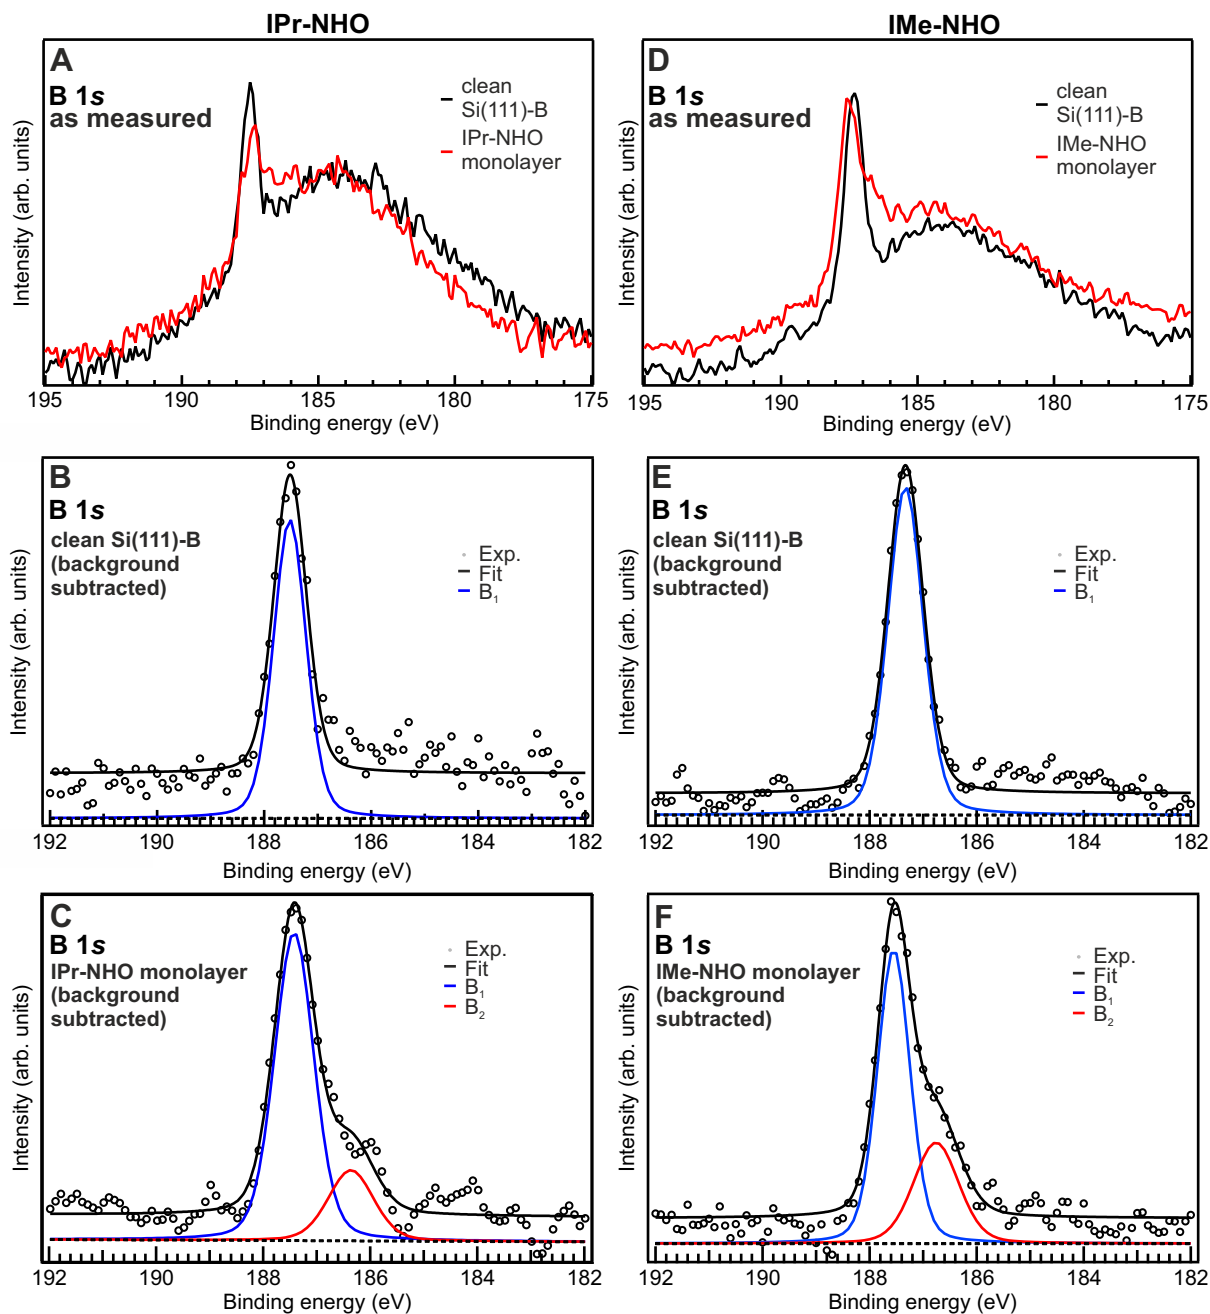 IPr-NHO
IMe-NHO
A
B 1s
as measured
clean
Si(111)-B
IPr-NHO
monolayer
Intensity (arb. units)
195 190 185 180 175
Binding energy (eV)
D
B 1s
as measured
clean
Si(111)-B
IMe-NHO
monolayer
Intensity (arb. units)
195 190 185 180 175
Binding energy (eV)
B
B 1s
clean Si(111)-B
(background
subtracted)
Exp.
Fit
B₁
Intensity (arb. units)
192 190 188 186 184 182
Binding energy (eV)
E
B 1s
clean Si(111)-B
(background
subtracted)
Exp.
Fit
B₁
Intensity (arb. units)
192 190 188 186 184 182
Binding energy (eV)
C
B 1s
IPr-NHO monolayer
(background
subtracted)
Exp.
Fit
B₁
B₂
Intensity (arb. units)
192 190 188 186 184 182
Binding energy (eV)
F
B 1s
IMe-NHO monolayer
(background
subtracted)
Exp.
Fit
B₁
B₂
Intensity (arb. units)
192 190 188 186 184 182
Binding energy (eV)